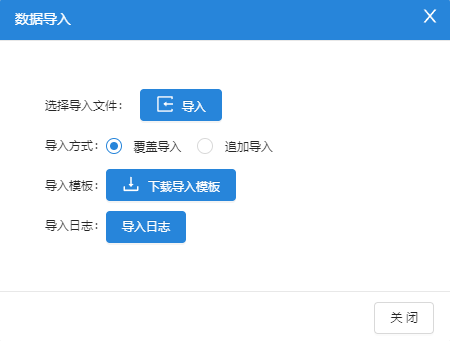 数据导入
选择导入文件： 导入
导入方式： 覆盖导入 追加导入
导入模板： 下载导入模板
导入日志： 导入日志
关 闭